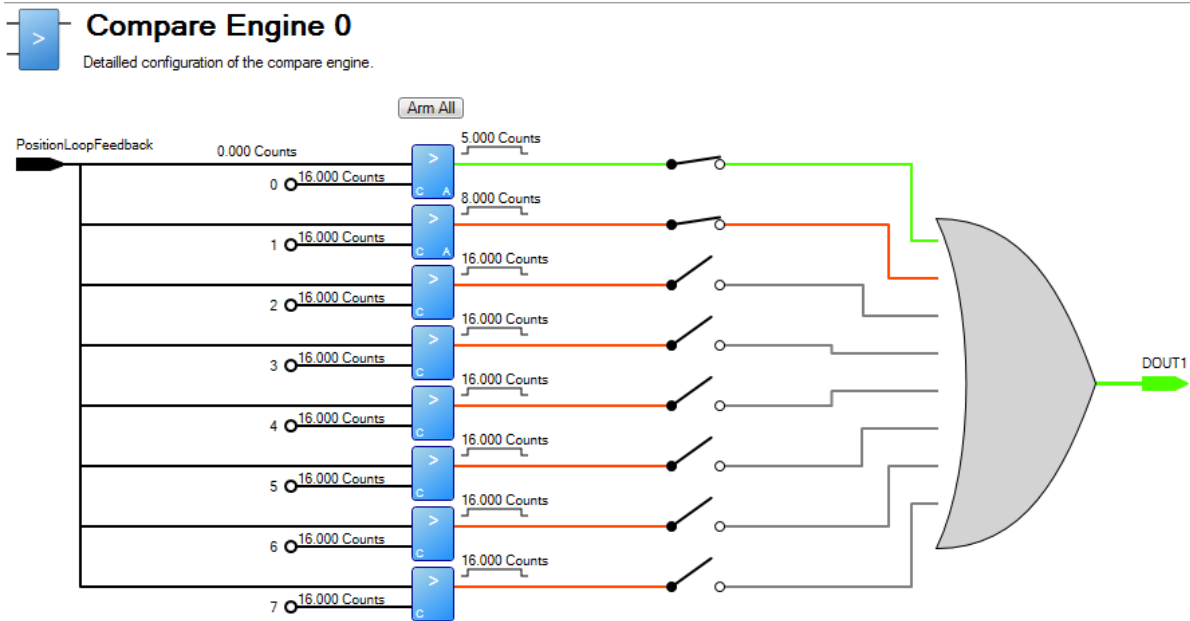 >
Compare Engine 0
Detailled configuration of the compare engine.
Arm All
PositionLoopFeedback
0.000 Counts
5.000 Counts
>
0
16.000 Counts
C A
8.000 Counts
>
1
16.000 Counts
C A
16.000 Counts
>
2
16.000 Counts
C
16.000 Counts
>
3
16.000 Counts
C
16.000 Counts
>
DOUT1
4
16.000 Counts
C
16.000 Counts
>
5
16.000 Counts
C
16.000 Counts
>
6
16.000 Counts
C
16.000 Counts
>
7
16.000 Counts
C